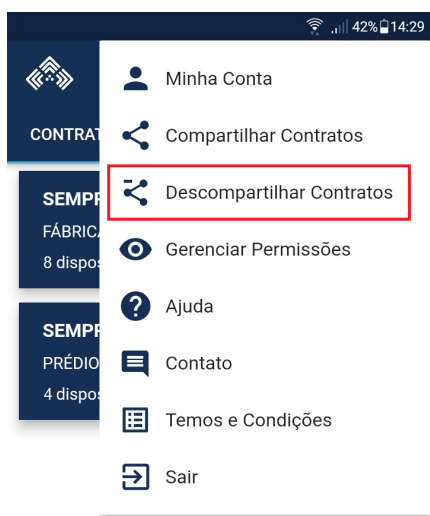 42% 14:29
Minha Conta
CONTRAT
Compartilhar Contratos
SEMPR
Descompartilhar Contratos
FÁBRICA
8 dispos
Gerenciar Permissões
Ajuda
SEMPR
PRÉDIO
Contato
4 dispos
Temos e Condições
Sair